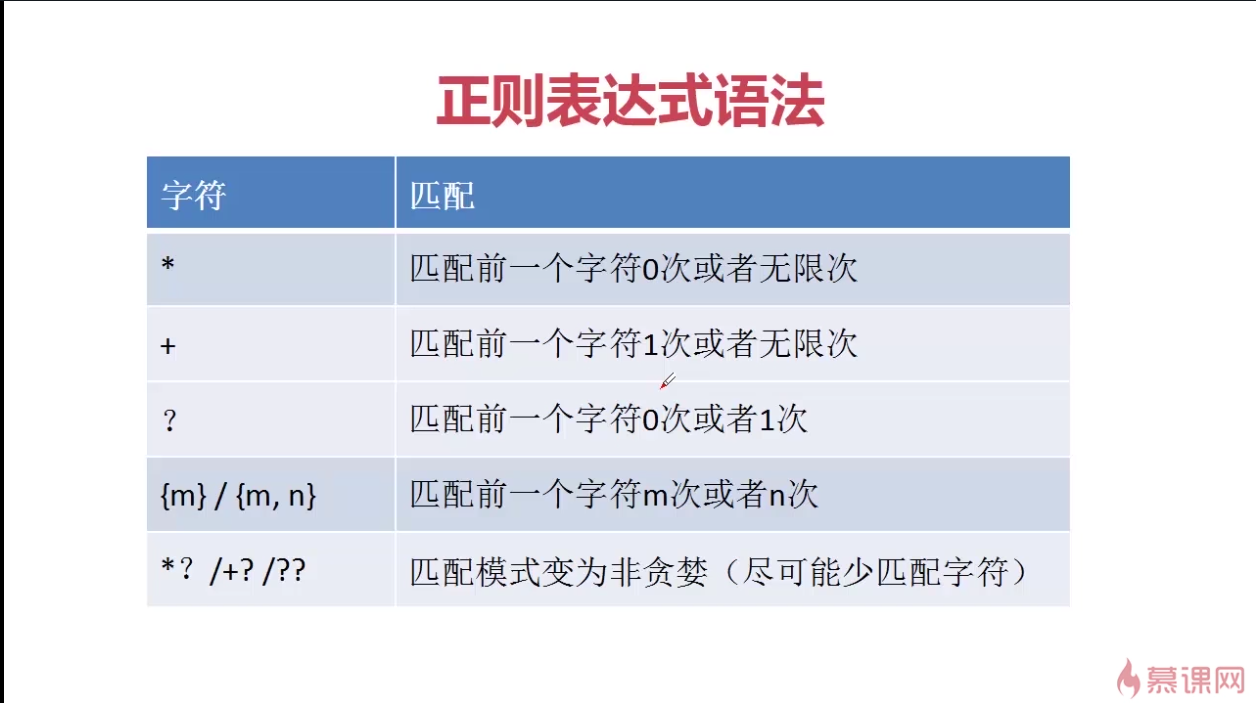 正则表达式语法
字符 匹配
* 匹配前一个字符0次或者无限次
+ 匹配前一个字符1次或者无限次
? 匹配前一个字符0次或者1次
{m} / {m, n} 匹配前一个字符m次或者n次
*? /+? /?? 匹配模式变为非贪婪（尽可能少匹配字符）
慕课网